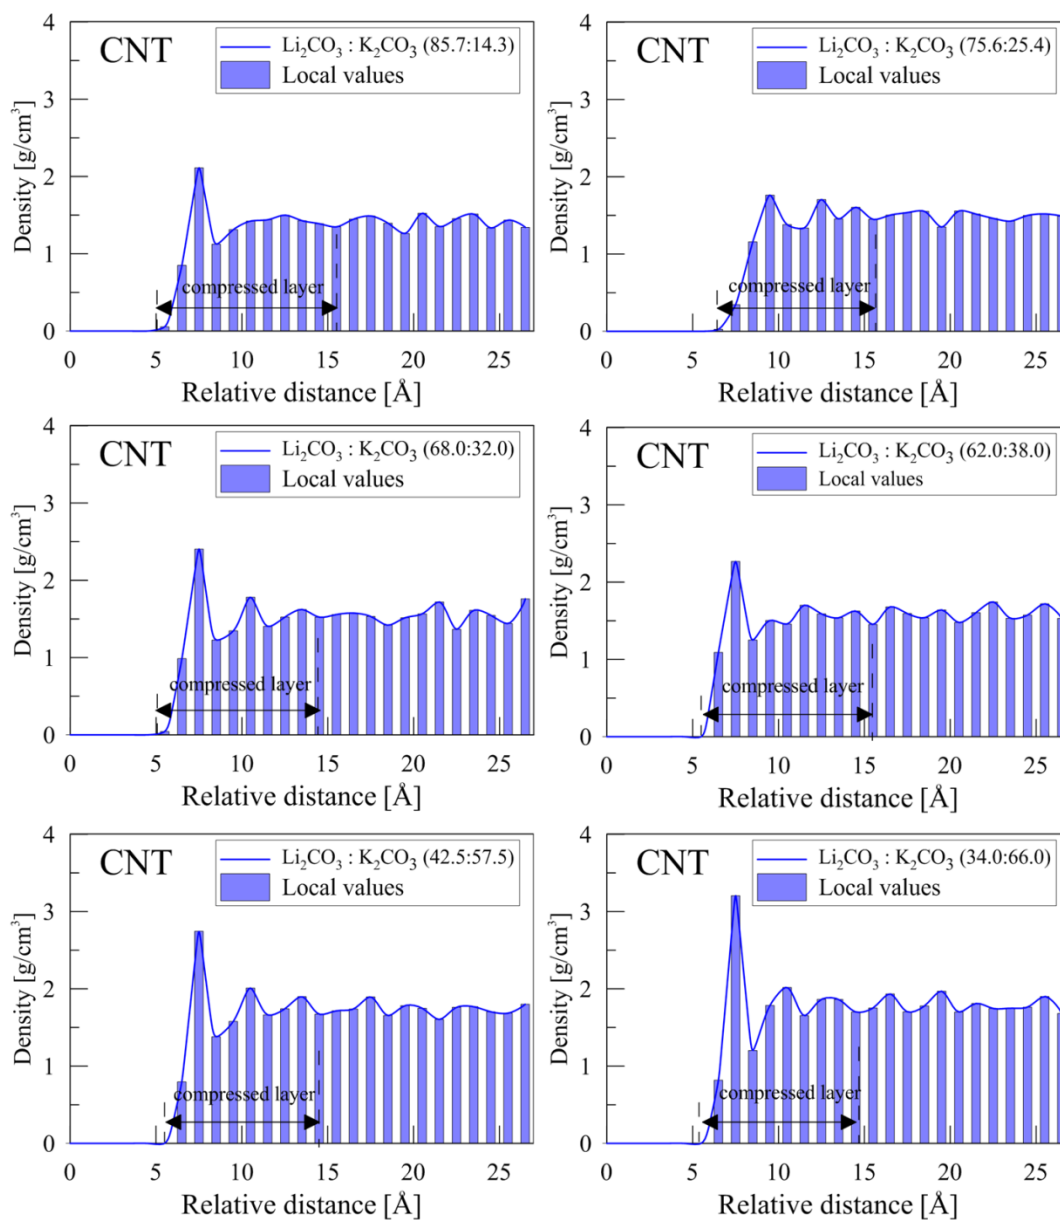 CNT
Li₂CO₃ : K₂CO₃ (85.7:14.3)
Local values
Density [g/cm³]
4
3
2
1
0
compressed layer
0 5 10 15 20 25
Relative distance [Å]
CNT
Li₂CO₃ : K₂CO₃ (75.6:25.4)
Local values
Density [g/cm³]
4
3
2
1
0
compressed layer
0 5 10 15 20 25
Relative distance [Å]
CNT
Li₂CO₃ : K₂CO₃ (68.0:32.0)
Local values
Density [g/cm³]
4
3
2
1
0
compressed layer
0 5 10 15 20 25
Relative distance [Å]
CNT
Li₂CO₃ : K₂CO₃ (62.0:38.0)
Local values
Density [g/cm³]
4
3
2
1
0
compressed layer
0 5 10 15 20 25
Relative distance [Å]
CNT
Li₂CO₃ : K₂CO₃ (42.5:57.5)
Local values
Density [g/cm³]
4
3
2
1
0
compressed layer
0 5 10 15 20 25
Relative distance [Å]
CNT
Li₂CO₃ : K₂CO₃ (34.0:66.0)
Local values
Density [g/cm³]
4
3
2
1
0
compressed layer
0 5 10 15 20 25
Relative distance [Å]